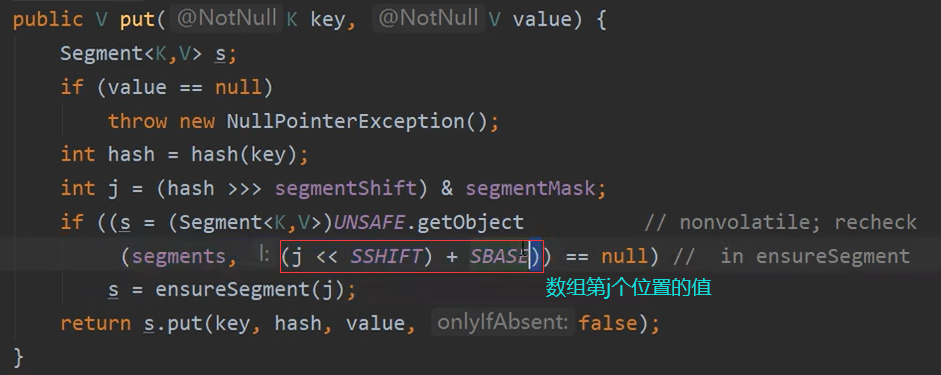 public V put( @NotNull K key, @NotNull V value) {
Segment<K,V> s;
if (value == null)
throw new NullPointerException();
int hash = hash(key);
int j = (hash >>> segmentShift) & segmentMask;
if ((s = (Segment<K,V>)UNSAFE.getObject // nonvolatile; recheck
(segments, l: (j << SSHIFT) + SBASE)) == null) // in ensureSegment
s = ensureSegment(j);
数组第j个位置的值
return s.put(key, hash, value, onlyIfAbsent: false);
}